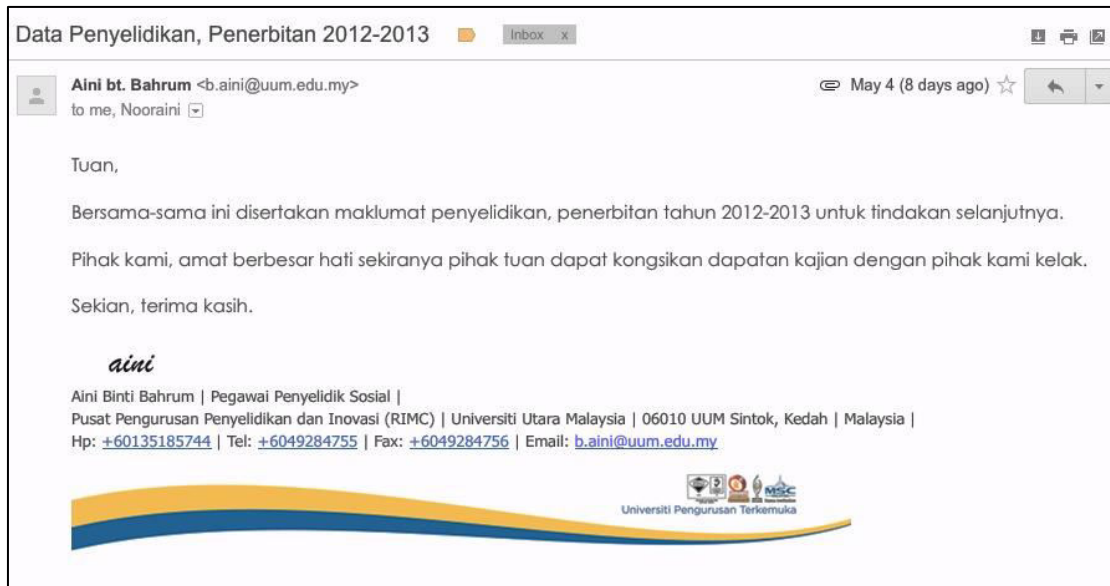 Data Penyelidikan, Penerbitan 2012-2013
Inbox x
Aini bt. Bahrum <b.aini@uum.edu.my>
May 4 (8 days ago)
to me, Nooraini
Tuan,
Bersama-sama ini disertakan maklumat penyelidikan, penerbitan tahun 2012-2013 untuk tindakan selanjutnya.
Pihak kami, amat berbesar hati sekiranya pihak tuan dapat kongsikan dapatan kajian dengan pihak kami kelak.
Sekian, terima kasih.
aini
Aini Binti Bahrum | Pegawai Penyelidik Sosial |
Pusat Pengurusan Penyelidikan dan Inovasi (RIMC) | Universiti Utara Malaysia | 06010 UUM Sintok, Kedah | Malaysia |
Hp: +60135185744 | Tel: +6049284755 | Fax: +6049284756 | Email: b.aini@uum.edu.my
MSC
Universiti Pengurusan Terkemuka